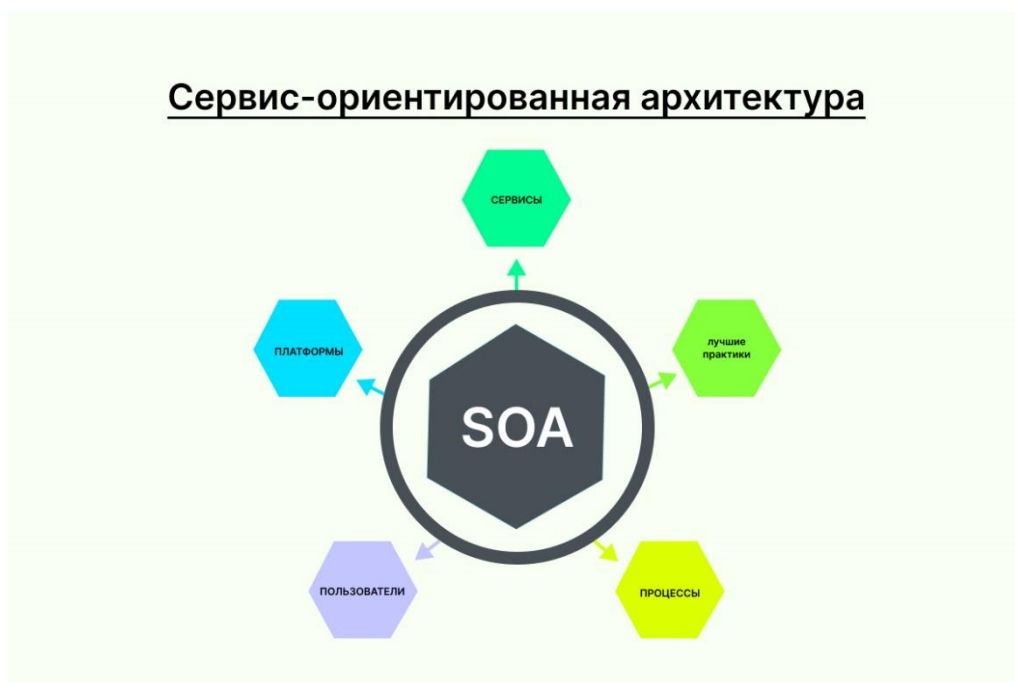 Сервис-ориентированная архитектура
СЕРВИСЫ
ПЛАТФОРМЫ
лучшие
практики
SOA
ПОЛЬЗОВАТЕЛИ
ПРОЦЕССЫ